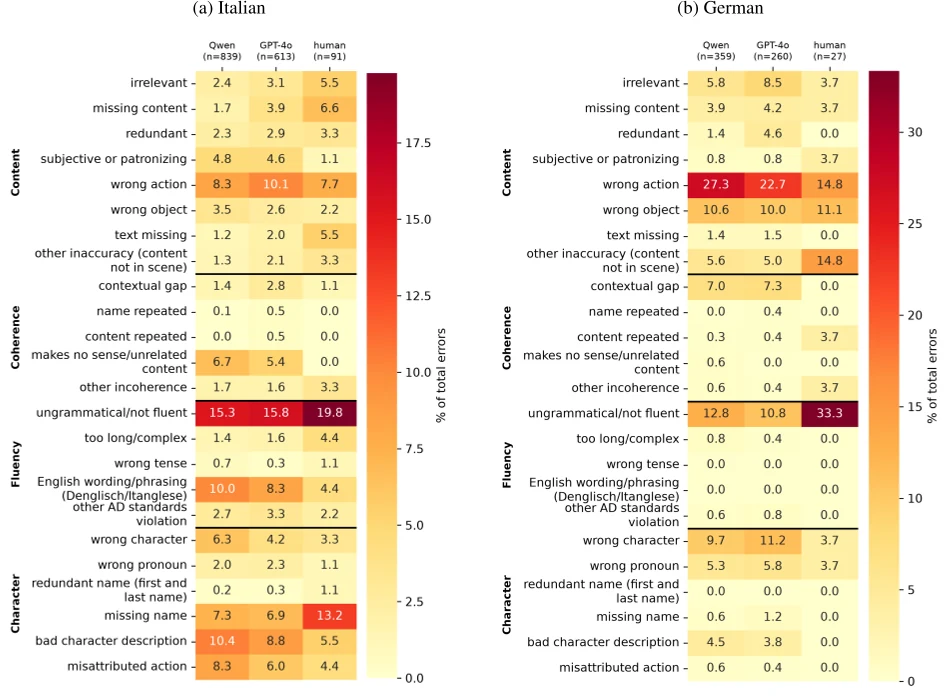 (a) Italian
Qwen (n=839) GPT-4o (n=613) human (n=91)
Content
irrelevant 2.4 3.1 5.5
missing content 1.7 3.9 6.6
redundant 2.3 2.9 3.3
subjective or patronizing 4.8 4.6 1.1
wrong action 8.3 10.1 7.7
wrong object 3.5 2.6 2.2
text missing 1.2 2.0 5.5
other inaccuracy (content
not in scene) 1.3 2.1 3.3
Coherence
contextual gap 1.4 2.8 1.1
name repeated 0.1 0.5 0.0
content repeated 0.0 0.5 0.0
makes no sense/unrelated
content 6.7 5.4 0.0
other incoherence 1.7 1.6 3.3
Fluency
ungrammatical/not fluent 15.3 15.8 19.8
too long/complex 1.4 1.6 4.4
wrong tense 0.7 0.3 1.1
English wording/phrasing
(Denglisch/Itanglese) 10.0 8.3 4.4
other AD standards
violation 2.7 3.3 2.2
Character
wrong character 6.3 4.2 3.3
wrong pronoun 2.0 2.3 1.1
redundant name (first and
last name) 0.2 0.3 1.1
missing name 7.3 6.9 13.2
bad character description 10.4 8.8 5.5
misattributed action 8.3 6.0 4.4
17.5
15.0
12.5
10.0
7.5
5.0
2.5
0.0
% of total errors
(b) German
Qwen (n=359) GPT-4o (n=260) human (n=27)
Content
irrelevant 5.8 8.5 3.7
missing content 3.9 4.2 3.7
redundant 1.4 4.6 0.0
subjective or patronizing 0.8 0.8 3.7
wrong action 27.3 22.7 14.8
wrong object 10.6 10.0 11.1
text missing 1.4 1.5 0.0
other inaccuracy (content
not in scene) 5.6 5.0 14.8
Coherence
contextual gap 7.0 7.3 0.0
name repeated 0.0 0.4 0.0
content repeated 0.3 0.4 3.7
makes no sense/unrelated
content 0.6 0.0 0.0
other incoherence 0.6 0.4 3.7
Fluency
ungrammatical/not fluent 12.8 10.8 33.3
too long/complex 0.8 0.4 0.0
wrong tense 0.0 0.0 0.0
English wording/phrasing
(Denglisch/Itanglese) 0.0 0.0 0.0
other AD standards
violation 0.6 0.8 0.0
Character
wrong character 9.7 11.2 3.7
wrong pronoun 5.3 5.8 3.7
redundant name (first and
last name) 0.0 0.0 0.0
missing name 0.6 1.2 0.0
bad character description 4.5 3.8 0.0
misattributed action 0.6 0.4 0.0
30
25
20
15
10
5
0
% of total errors